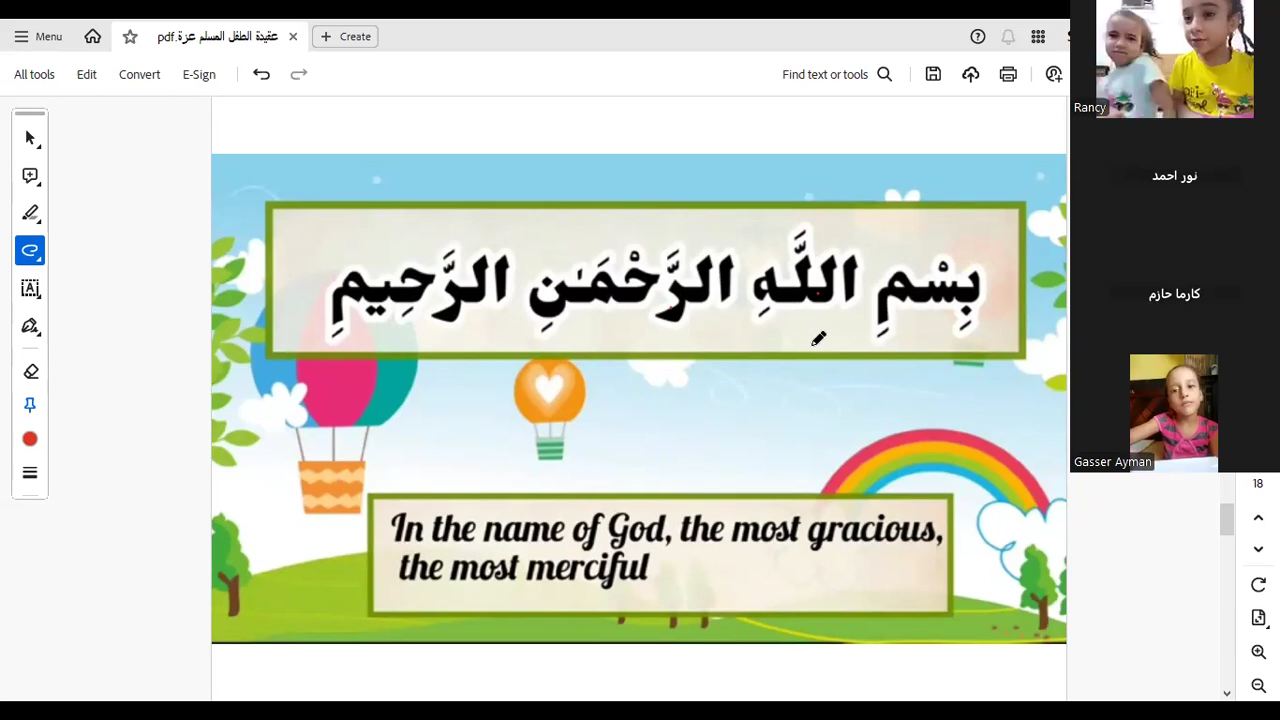 Menu
عقيدة الطفل المسلم عزة.pdf
Create
All tools
Edit
Convert
E-Sign
Find text or tools
بِسْمِ اللَّـهِ الرَّحْمَـٰنِ الرَّحِيمِ
In the name of God, the most gracious,
the most merciful
Rancy
نور احمد
كارما حازم
Gasser Ayman
18